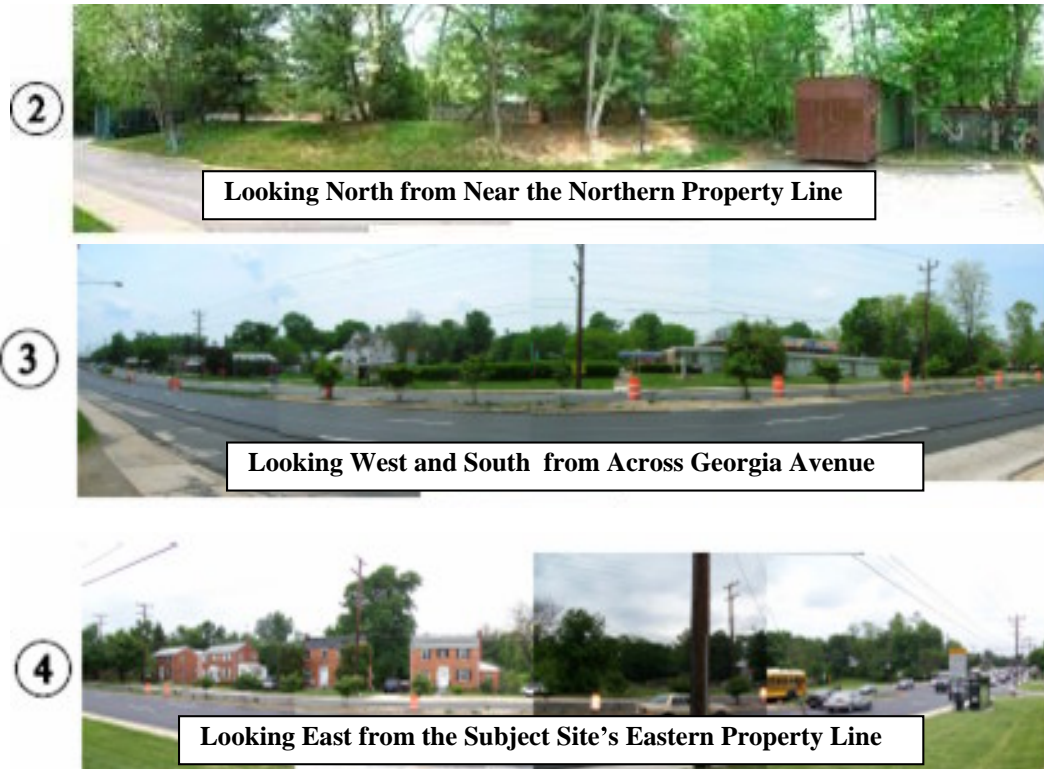 2
Looking North from Near the Northern Property Line
3
Looking West and South from Across Georgia Avenue
4
Looking East from the Subject Site's Eastern Property Line